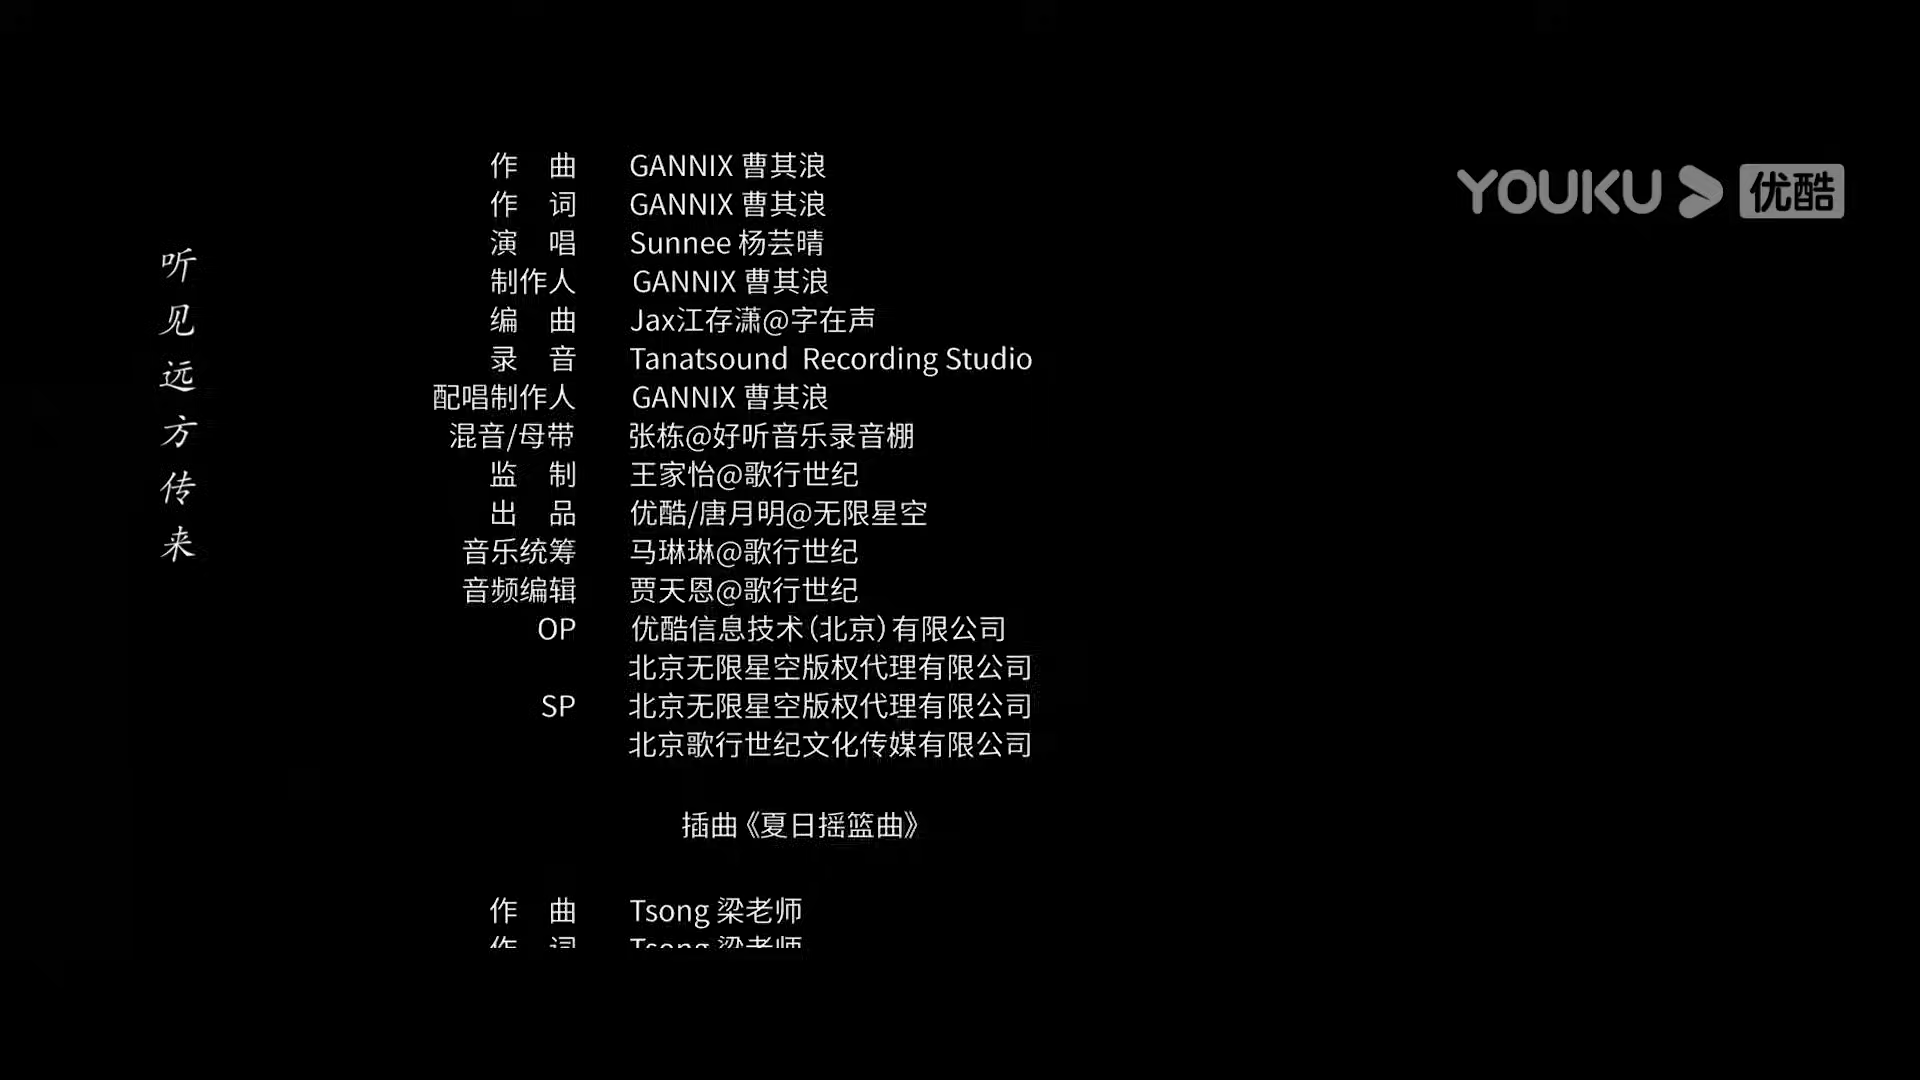 听见远方传来
作 曲 GANNIX 曹其浪
作 词 GANNIX 曹其浪
演 唱 Sunnee 杨芸晴
制作人 GANNIX 曹其浪
编 曲 Jax江存潇@字在声
录 音 Tanatsound Recording Studio
配唱制作人 GANNIX 曹其浪
混音/母带 张栋@好听音乐录音棚
监 制 王家怡@歌行世纪
出 品 优酷/唐月明@无限星空
音乐统筹 马琳琳@歌行世纪
音频编辑 贾天恩@歌行世纪
OP 优酷信息技术(北京)有限公司
北京无限星空版权代理有限公司
SP 北京无限星空版权代理有限公司
北京歌行世纪文化传媒有限公司
插曲《夏日摇篮曲》
作 曲 Tsong 梁老师
作 词 Tsong 梁老师
YOUKU 优酷